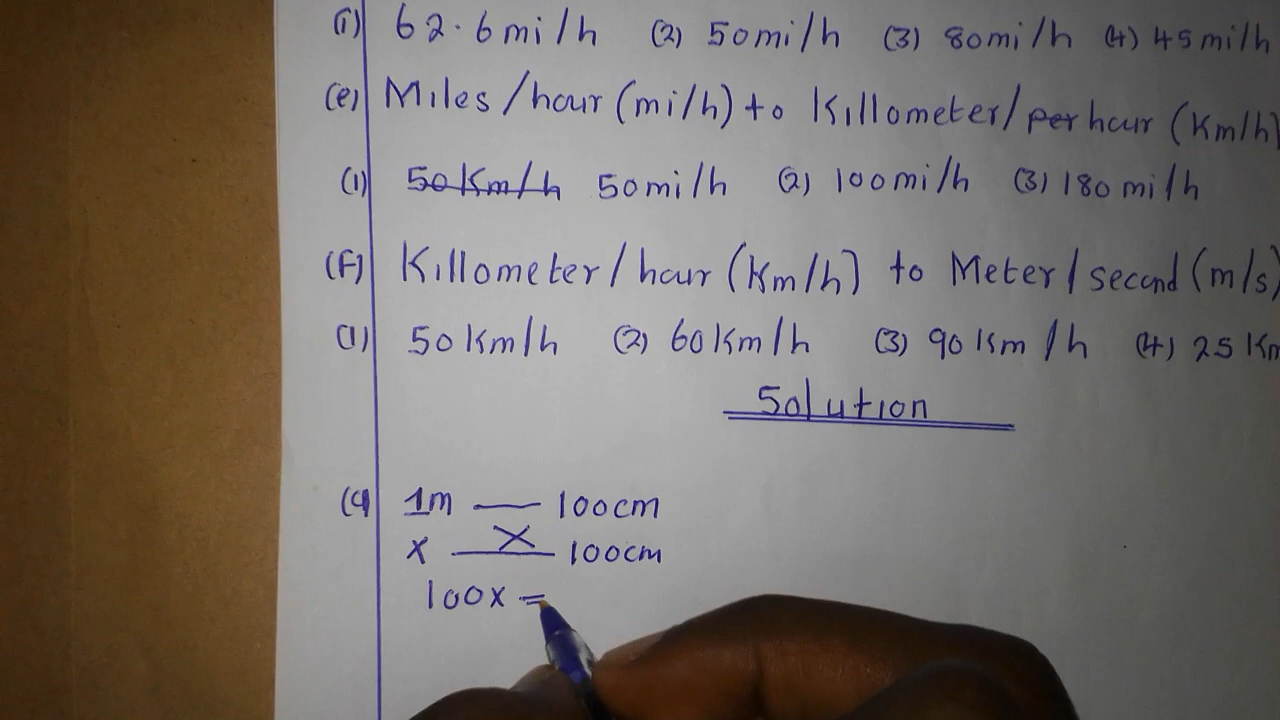 (i) 62.6mi/h (2) 50mi/h (3) 80mi/h (4) 45mi/h
(e) Miles/hour (mi/h) to Killometer/per hour (Km/h)
(1) 50Km/h 50mi/h (2) 100mi/h (3) 180mi/h
(F) Killometer/hour (Km/h) to Meter/second (m/s)
(1) 50Km/h (2) 60Km/h (3) 90Km/h (4) 25 Km
Solution
(a) 1m — 100cm
x — 100cm
X
100x =